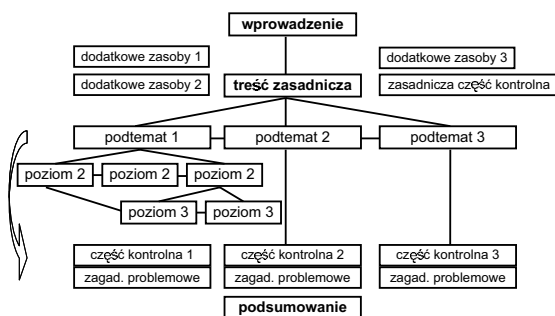 wprowadzenie
dodatkowe zasoby 1
dodatkowe zasoby 3
dodatkowe zasoby 2
treść zasadnicza
zasadnicza część kontrolna
podtemat 1
podtemat 2
podtemat 3
poziom 2
poziom 2
poziom 2
poziom 3
poziom 3
część kontrolna 1
część kontrolna 2
część kontrolna 3
zagad. problemowe
zagad. problemowe
zagad. problemowe
podsumowanie